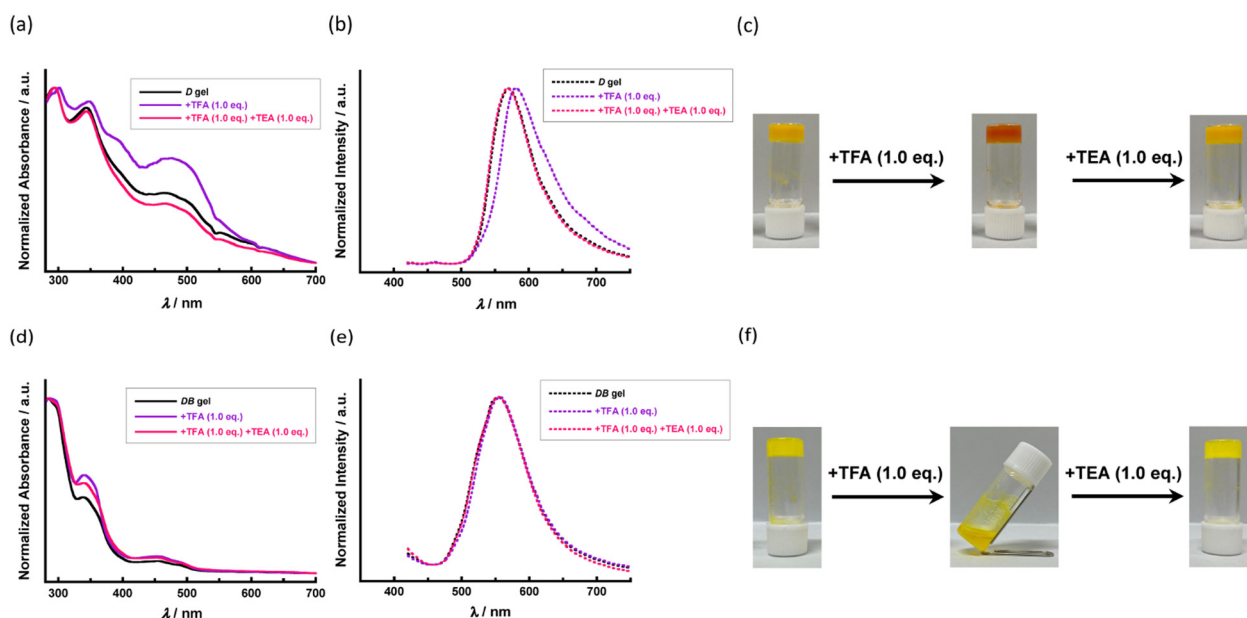 (a)
Normalized Absorbance / a.u.
D gel
+TFA (1.0 eq.)
+TFA (1.0 eq.) +TEA (1.0 eq.)
300 400 500 600 700
λ / nm
(b)
Normalized Intensity / a.u.
D gel
+TFA (1.0 eq.)
+TFA (1.0 eq.) +TEA (1.0 eq.)
400 500 600 700
λ / nm
(c)
+TFA (1.0 eq.)
+TEA (1.0 eq.)
(d)
Normalized Absorbance / a.u.
DB gel
+TFA (1.0 eq.)
+TFA (1.0 eq.) +TEA (1.0 eq.)
300 400 500 600 700
λ / nm
(e)
Normalized Intensity / a.u.
DB gel
+TFA (1.0 eq.)
+TFA (1.0 eq.) +TEA (1.0 eq.)
400 500 600 700
λ / nm
(f)
+TFA (1.0 eq.)
+TEA (1.0 eq.)